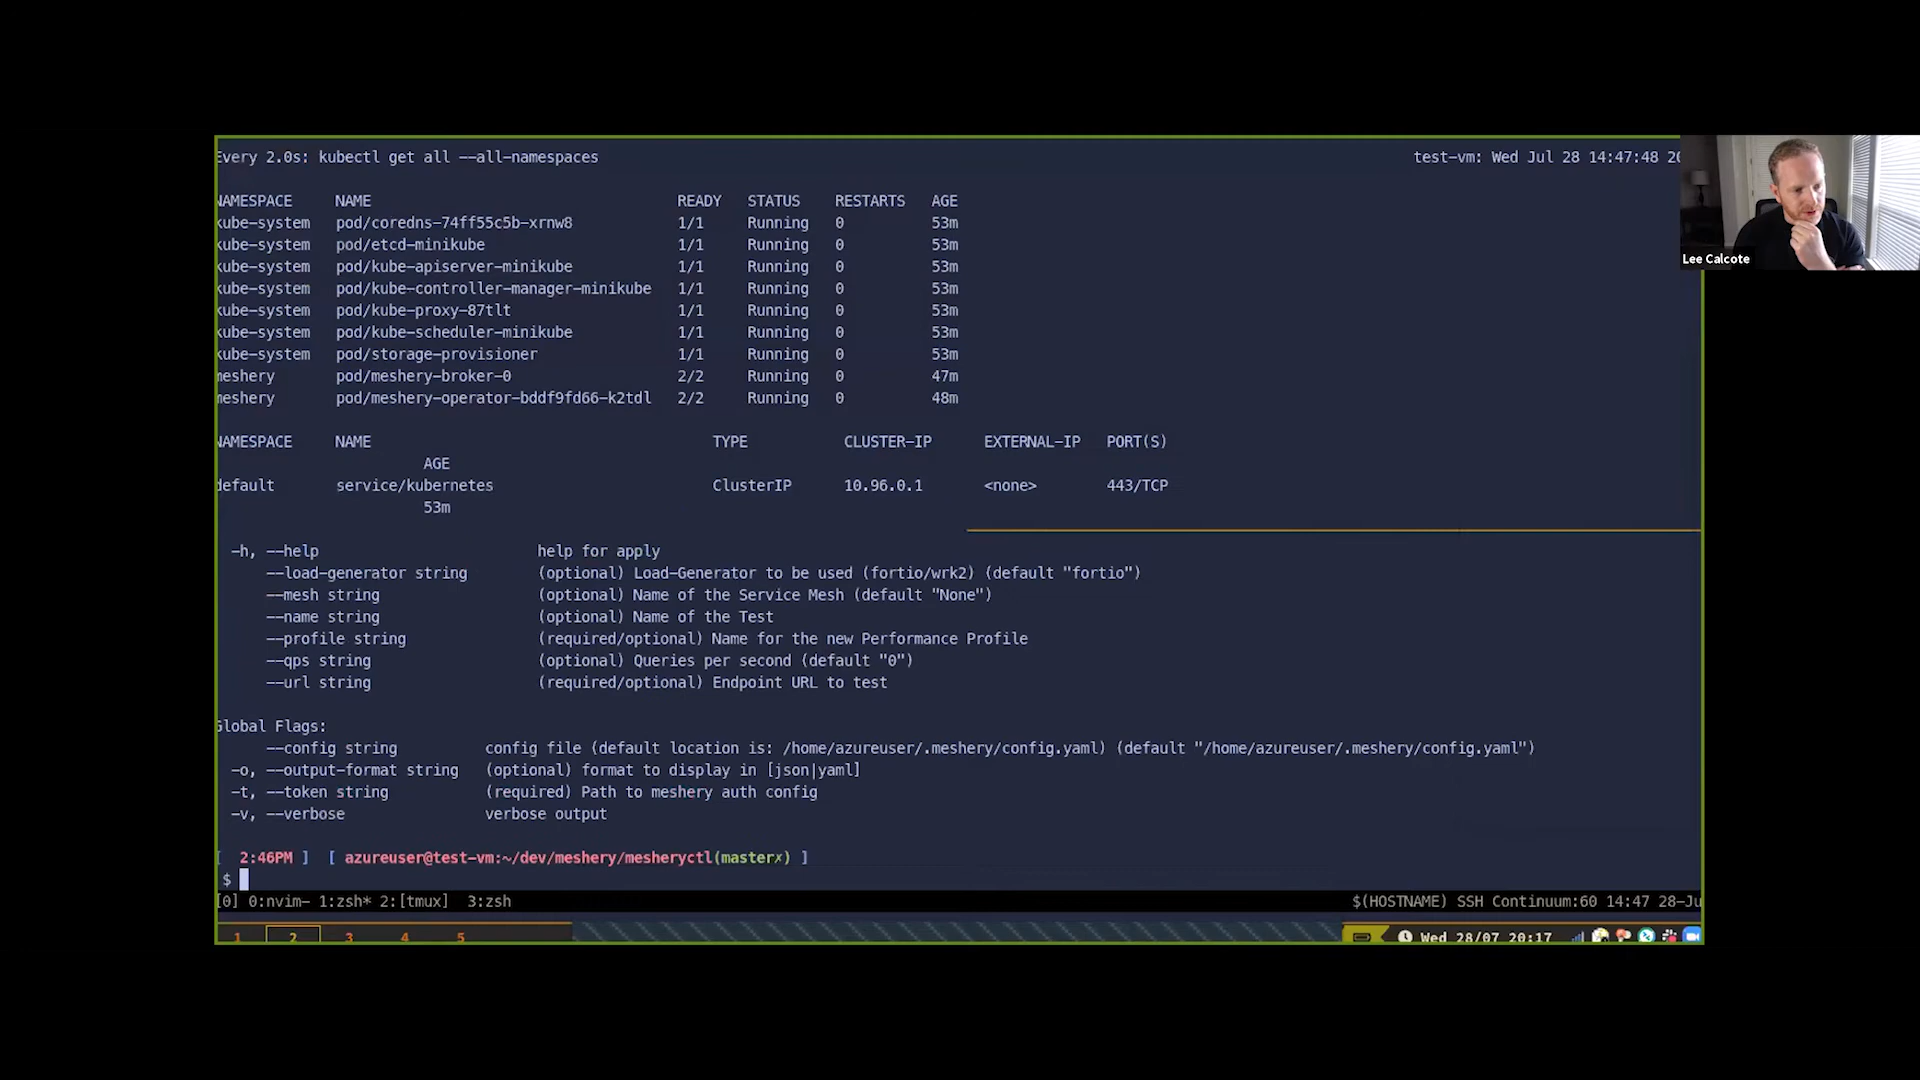 Every 2.0s: kubectl get all --all-namespaces test-vm: Wed Jul 28 14:47:48 20
NAMESPACE NAME READY STATUS RESTARTS AGE
kube-system pod/coredns-74ff55c5b-xrnw8 1/1 Running 0 53m
kube-system pod/etcd-minikube 1/1 Running 0 53m
kube-system pod/kube-apiserver-minikube 1/1 Running 0 53m
kube-system pod/kube-controller-manager-minikube 1/1 Running 0 53m
kube-system pod/kube-proxy-87tlt 1/1 Running 0 53m
kube-system pod/kube-scheduler-minikube 1/1 Running 0 53m
kube-system pod/storage-provisioner 1/1 Running 0 53m
meshery pod/meshery-broker-0 2/2 Running 0 47m
meshery pod/meshery-operator-bddf9fd66-k2tdl 2/2 Running 0 48m
NAMESPACE NAME TYPE CLUSTER-IP EXTERNAL-IP PORT(S)
AGE
default service/kubernetes ClusterIP 10.96.0.1 <none> 443/TCP
53m
-h, --help help for apply
--load-generator string (optional) Load-Generator to be used (fortio/wrk2) (default "fortio")
--mesh string (optional) Name of the Service Mesh (default "None")
--name string (optional) Name of the Test
--profile string (required/optional) Name for the new Performance Profile
--qps string (optional) Queries per second (default "0")
--url string (required/optional) Endpoint URL to test
Global Flags:
--config string config file (default location is: /home/azureuser/.meshery/config.yaml) (default "/home/azureuser/.meshery/config.yaml")
-o, --output-format string (optional) format to display in [json|yaml]
-t, --token string (required) Path to meshery auth config
-v, --verbose verbose output
[ 2:46PM ] [ azureuser@test-vm:~/dev/meshery/mesheryctl(master✗) ]
$
[0] 0:nvim- 1:zsh* 2:[tmux] 3:zsh $(HOSTNAME) SSH Continuum:60 14:47 28-Ju
1 2 3 4 5 Wed 28/07 20:17
Lee Calcote